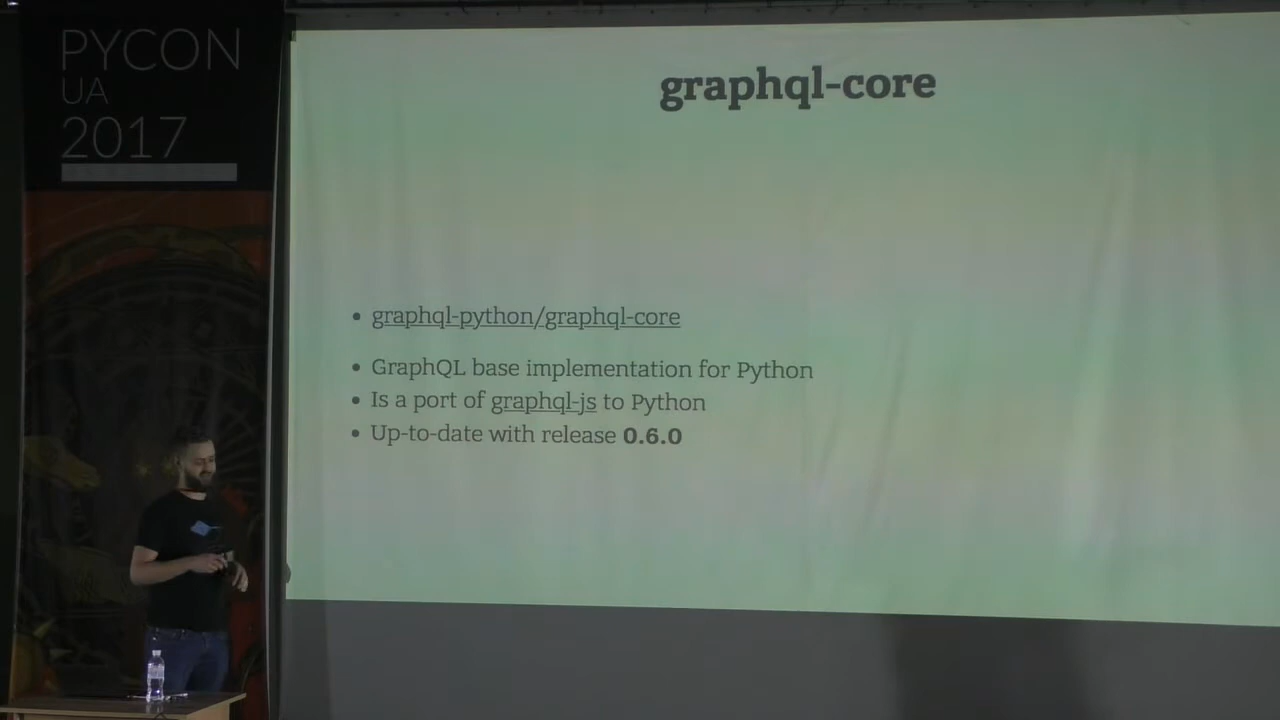 PYCON
UA
2017
graphql-core
• graphql-python/graphql-core
• GraphQL base implementation for Python
• Is a port of graphql-js to Python
• Up-to-date with release 0.6.0